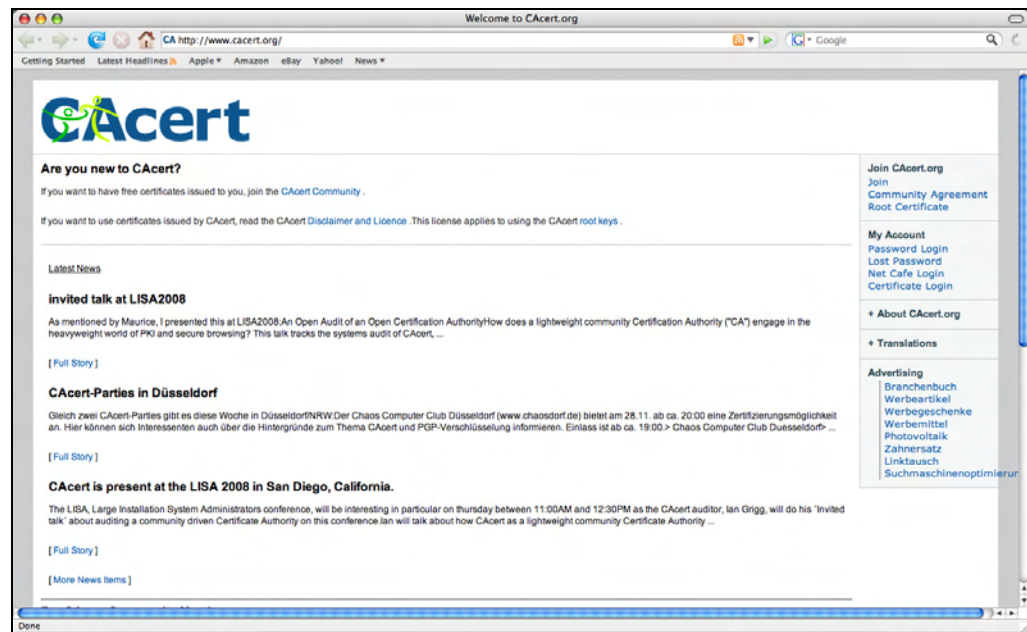 Welcome to CAcert.org
CA http://www.cacert.org/
G Google
Getting Started Latest Headlines Apple Amazon eBay Yahoo! News
CAcert
Are you new to CAcert?
If you want to have free certificates issued to you, join the CAcert Community .
If you want to use certificates issued by CAcert, read the CAcert Disclaimer and Licence .This license applies to using the CAcert root keys .
Latest News
invited talk at LISA2008
As mentioned by Maurice, I presented this at LISA2008:An Open Audit of an Open Certification AuthorityHow does a lightweight community Certification Authority ("CA") engage in the
heavyweight world of PKI and secure browsing? This talk tracks the systems audit of CAcert, ...
[ Full Story ]
CAcert-Parties in Düsseldorf
Gleich zwei CAcert-Parties gibt es diese Woche in Düsseldorf/NRW:Der Chaos Computer Club Düsseldorf (www.chaosdorf.de) bietet am 28.11. ab ca. 20:00 eine Zertifizierungsmöglichkeit
an. Hier können sich Interessenten auch über die Hintergründe zum Thema CAcert und PGP-Verschlüsselung informieren. Einlass ist ab ca. 19:00.> Chaos Computer Club Duesseldorf> ...
[ Full Story ]
CAcert is present at the LISA 2008 in San Diego, California.
The LISA, Large Installation System Administrators conference, will be interesting in particular on thursday between 11:00AM and 12:30PM as the CAcert auditor, Ian Grigg, will do his `Invited
talk´ about auditing a community driven Certificate Authority on this conference.Ian will talk about how CAcert as a lightweight community Certificate Authority ...
[ Full Story ]
[ More News Items ]
Join CAcert.org
Join
Community Agreement
Root Certificate
My Account
Password Login
Lost Password
Net Cafe Login
Certificate Login
+ About CAcert.org
+ Translations
Advertising
Branchenbuch
Werbeartikel
Werbegeschenke
Werbemittel
Photovoltaik
Zahnersatz
Linktausch
Suchmaschinenoptimierur
Done